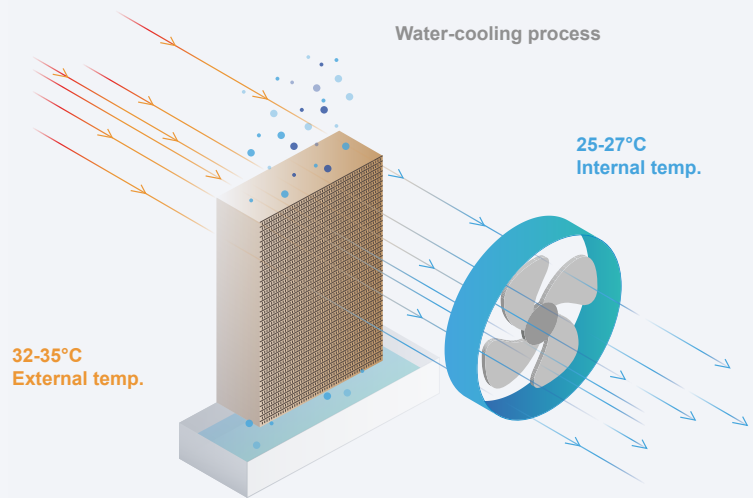 Water-cooling process
25-27°C
Internal temp.
32-35°C
External temp.